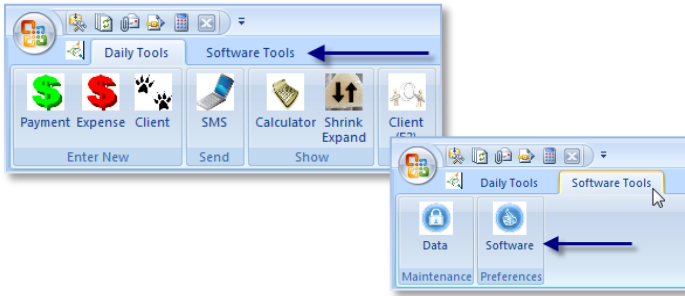 Daily Tools Software Tools
Payment Expense Client SMS Calculator Shrink Expand Client (F2)
Enter New Send Show
Daily Tools Software Tools
Data Software
Maintenance Preferences